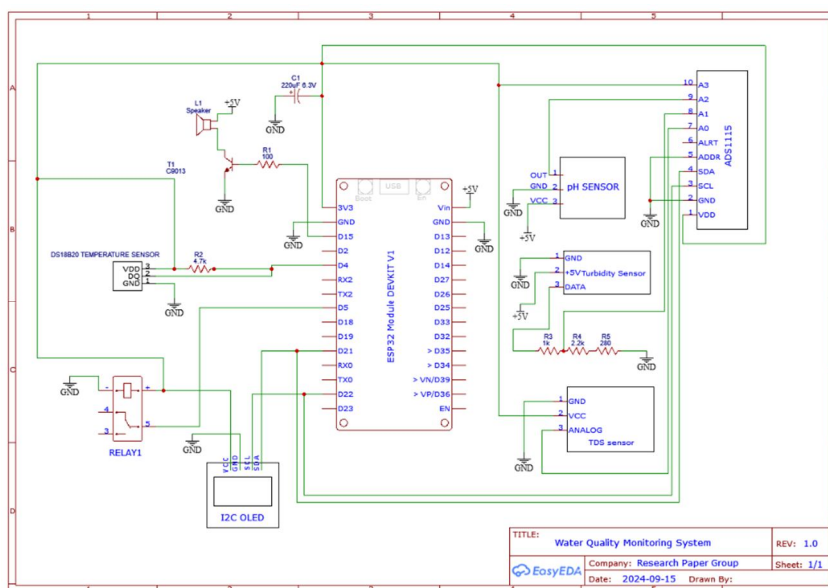 1
2
3
4
5
A
B
C
D
A
B
C
D
C1
220uF 6.3V
GND
L1
Speaker
+5V
R1
100
T1
C9013
GND
DS18B20 TEMPERATURE SENSOR
VDD 3
DQ 2
GND 1
R2
4.7k
GND
GND
USB
Boot
En
ESP32 Module DEVKIT V1
3V3
GND
D15
D2
D4
RX2
TX2
D5
D18
D19
D21
RX0
TX0
D22
D23
Vin
GND
D13
D12
D14
D27
D26
D25
D33
D32
> D35
> D34
> VN/D39
> VP/D36
EN
+5V
GND
ADS1115
10 A3
9 A2
8 A1
7 A0
6 ALRT
5 ADDR
4 SDA
3 SCL
2 GND
1 VDD
GND
pH SENSOR
OUT 1
GND 2
VCC 3
GND
+5V
Turbidity Sensor
1 GND
2 +5V
3 DATA
GND
+5V
R3
1k
R4
2.2k
R5
280
GND
TDS sensor
1 GND
2 VCC
3 ANALOG
GND
GND
-
+
4
5
3
RELAY1
GND
VCC
GND
SCL
SDA
I2C OLED
TITLE:
Water Quality Monitoring System
REV: 1.0
EasyEDA
Company: Research Paper Group
Sheet: 1/1
Date: 2024-09-15
Drawn By: